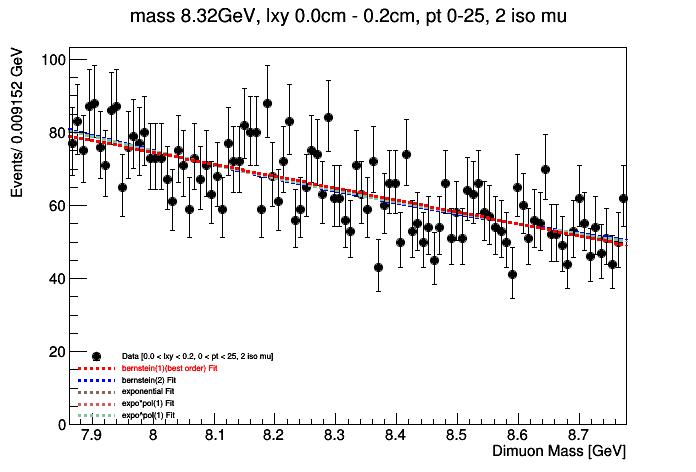 mass 8.32GeV, lxy 0.0cm - 0.2cm, pt 0-25, 2 iso mu
Events/ 0.009152 GeV
100
80
60
40
20
0
Data [0.0 < lxy < 0.2, 0 < pt < 25, 2 iso mu]
bernstein(1)(best order) Fit
bernstein(2) Fit
exponential Fit
expo*pol(1) Fit
expo^pol(1) Fit
7.9 8 8.1 8.2 8.3 8.4 8.5 8.6 8.7
Dimuon Mass [GeV]